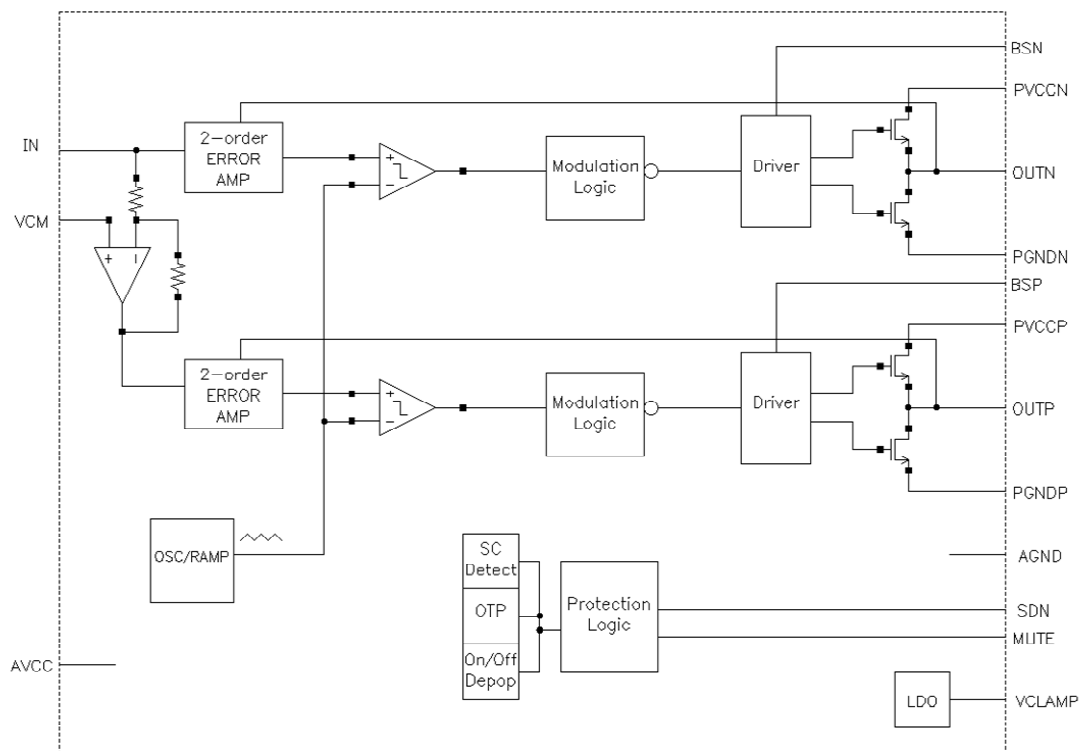 BSN
PVCCN
IN
2-order
ERROR
AMP
+
−
Modulation
Logic
Driver
OUTN
VCM
+
−
PGNDN
BSP
PVCCP
2-order
ERROR
AMP
+
−
Modulation
Logic
Driver
OUTP
PGNDP
OSC/RAMP
SC
Detect
OTP
On/Off
Depop
Protection
Logic
AGND
SDN
MUTE
AVCC
LDO
VCLAMP